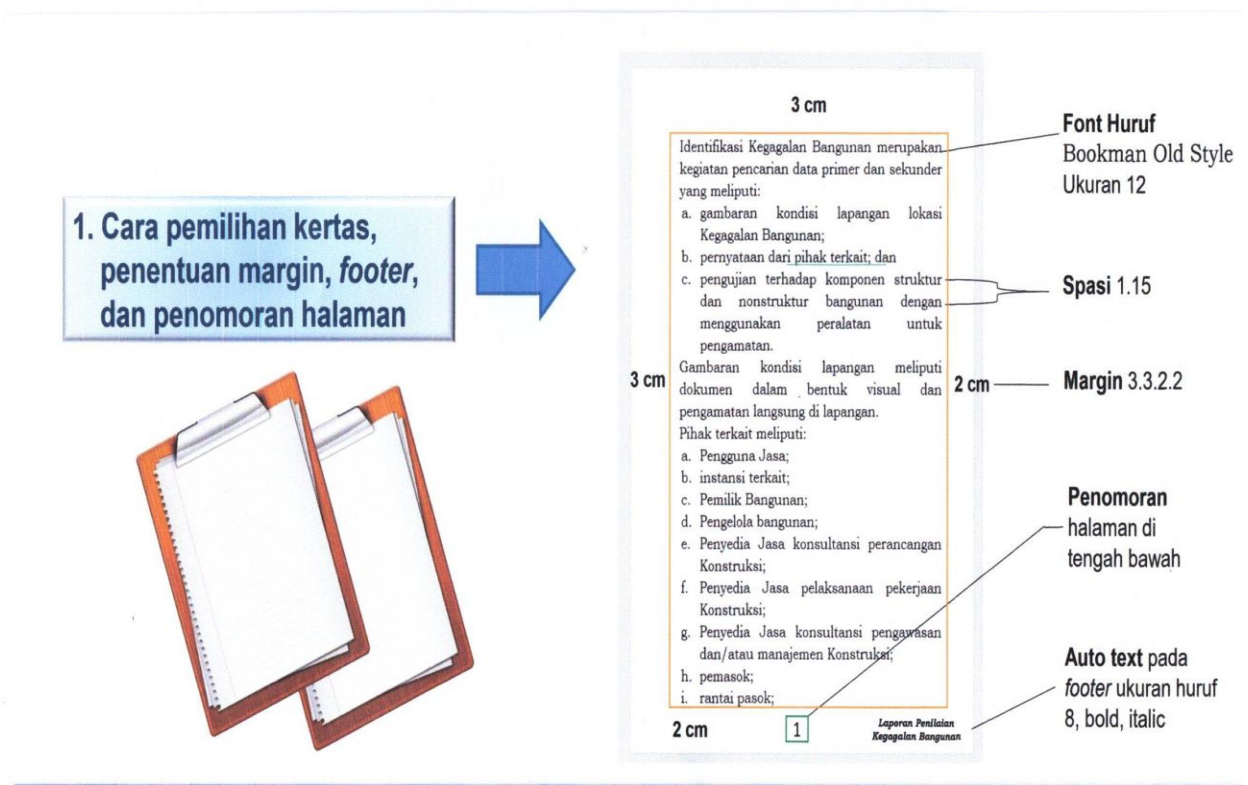 1. Cara pemilihan kertas,
penentuan margin, footer,
dan penomoran halaman
3 cm
Identifikasi Kegagalan Bangunan merupakan
kegiatan pencarian data primer dan sekunder
yang meliputi:
a. gambaran kondisi lapangan lokasi
Kegagalan Bangunan;
b. pernyataan dari pihak terkait; dan
c. pengujian terhadap komponen struktur
dan nonstruktur bangunan dengan
menggunakan peralatan untuk
pengamatan.
Gambaran kondisi lapangan meliputi
dokumen dalam bentuk visual dan
pengamatan langsung di lapangan.
Pihak terkait meliputi:
a. Pengguna Jasa;
b. instansi terkait;
c. Pemilik Bangunan;
d. Pengelola bangunan;
e. Penyedia Jasa konsultansi perancangan
Konstruksi;
f. Penyedia Jasa pelaksanaan pekerjaan
Konstruksi;
g. Penyedia Jasa konsultansi pengawasan
dan/atau manajemen Konstruksi;
h. pemasok;
i. rantai pasok;
3 cm
2 cm
2 cm
1
Laporan Penilaian
Kegagalan Bangunan
Font Huruf
Bookman Old Style
Ukuran 12
Spasi 1.15
Margin 3.3.2.2
Penomoran
halaman di
tengah bawah
Auto text pada
footer ukuran huruf
8, bold, italic